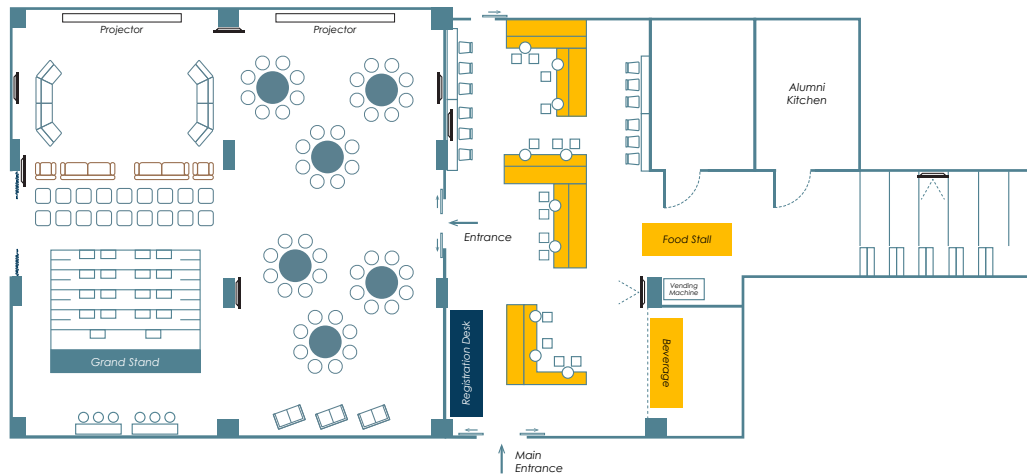 Projector
Projector
Alumni
Kitchen
Entrance
Food Stall
Vending
Machine
Registration Desk
Beverage
Grand Stand
Main
Entrance